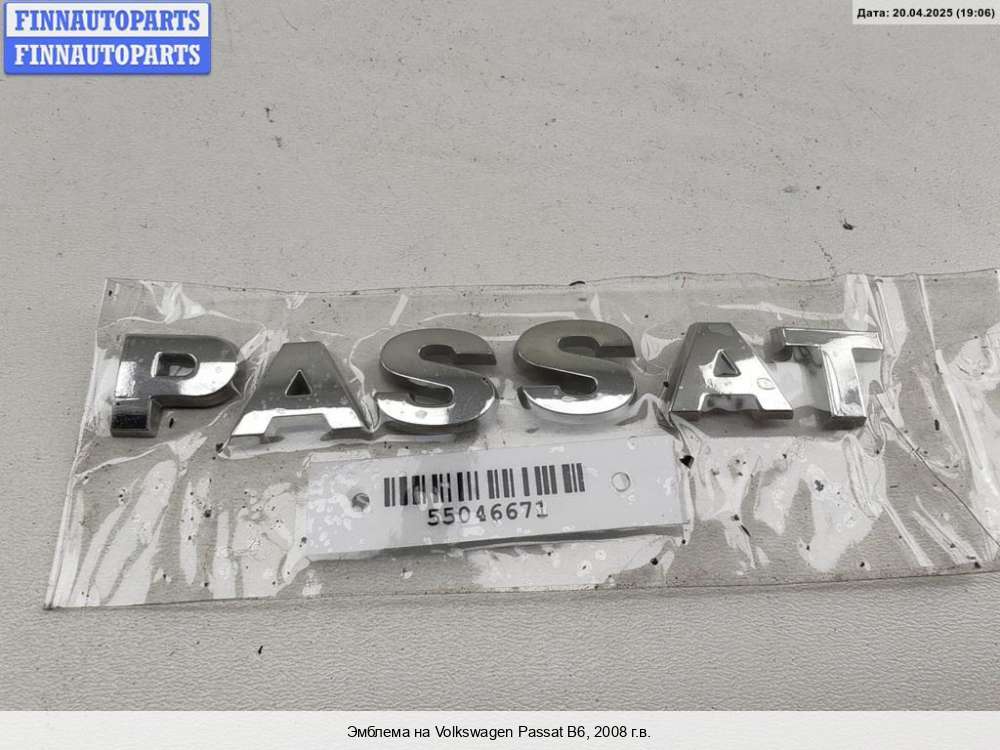 FINNAUTOPARTS
FINNAUTOPARTS
Дата: 20.04.2025 (19:06)
PASSAT
55046671
Эмблема на Volkswagen Passat B6, 2008 г.в.